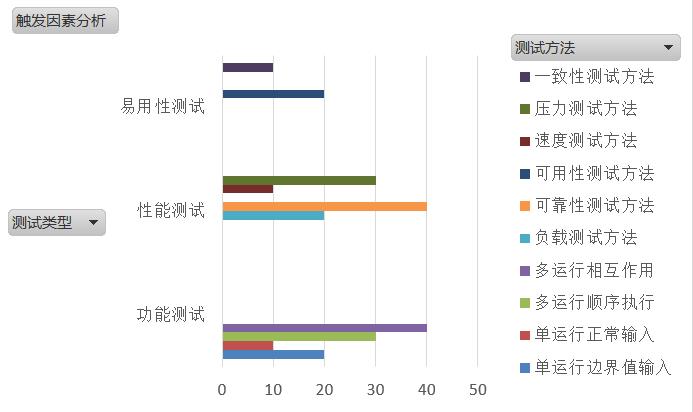 触发因素分析
测试方法
一致性测试方法
压力测试方法
速度测试方法
可用性测试方法
可靠性测试方法
负载测试方法
多运行相互作用
多运行顺序执行
单运行正常输入
单运行边界值输入
测试类型
易用性测试
性能测试
功能测试
0 10 20 30 40 50